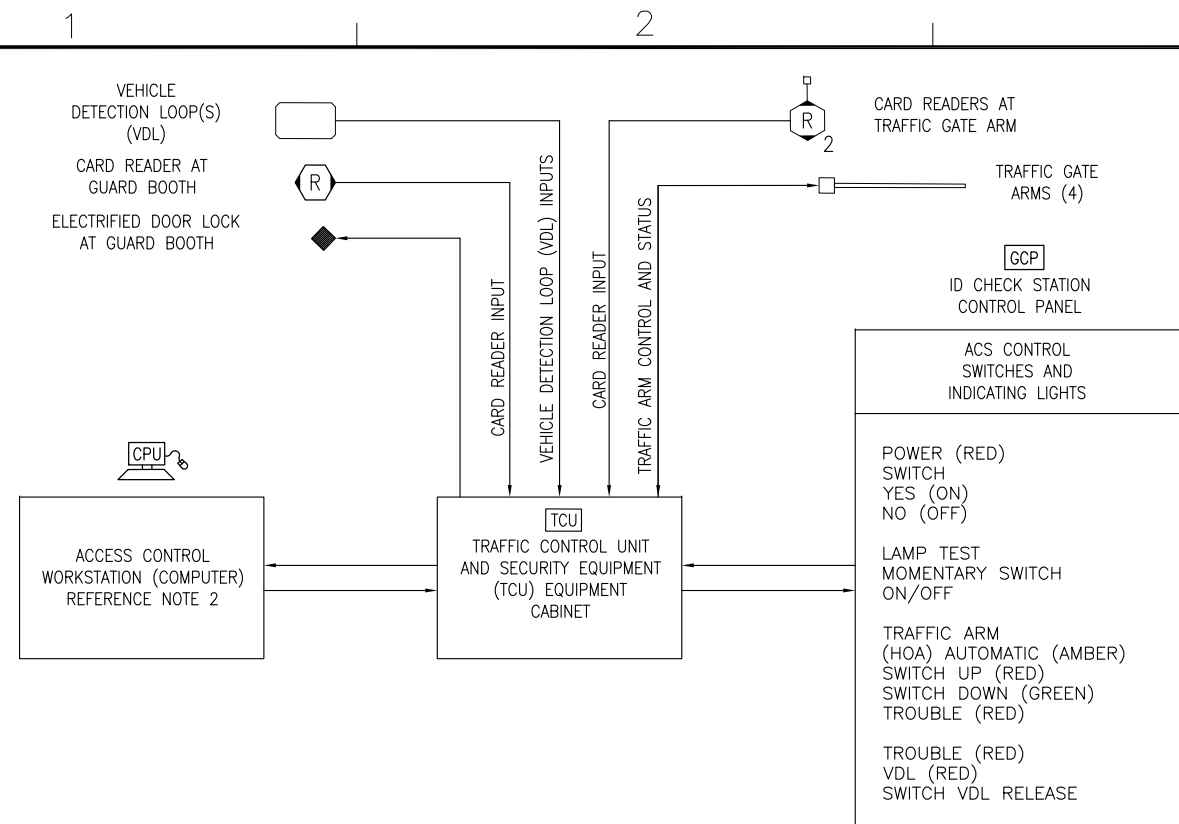 1
2
VEHICLE
DETECTION LOOP(S)
(VDL)
CARD READER AT
GUARD BOOTH
R
ELECTRIFIED DOOR LOCK
AT GUARD BOOTH
R
2
CARD READERS AT
TRAFFIC GATE ARM
TRAFFIC GATE
ARMS (4)
CARD READER INPUT
VEHICLE DETECTION LOOP (VDL) INPUTS
CARD READER INPUT
TRAFFIC ARM CONTROL AND STATUS
GCP
ID CHECK STATION
CONTROL PANEL
ACS CONTROL
SWITCHES AND
INDICATING LIGHTS
POWER (RED)
SWITCH
YES (ON)
NO (OFF)
LAMP TEST
MOMENTARY SWITCH
ON/OFF
TRAFFIC ARM
(HOA) AUTOMATIC (AMBER)
SWITCH UP (RED)
SWITCH DOWN (GREEN)
TROUBLE (RED)
TROUBLE (RED)
VDL (RED)
SWITCH VDL RELEASE
CPU
ACCESS CONTROL
WORKSTATION (COMPUTER)
REFERENCE NOTE 2
TCU
TRAFFIC CONTROL UNIT
AND SECURITY EQUIPMENT
(TCU) EQUIPMENT
CABINET